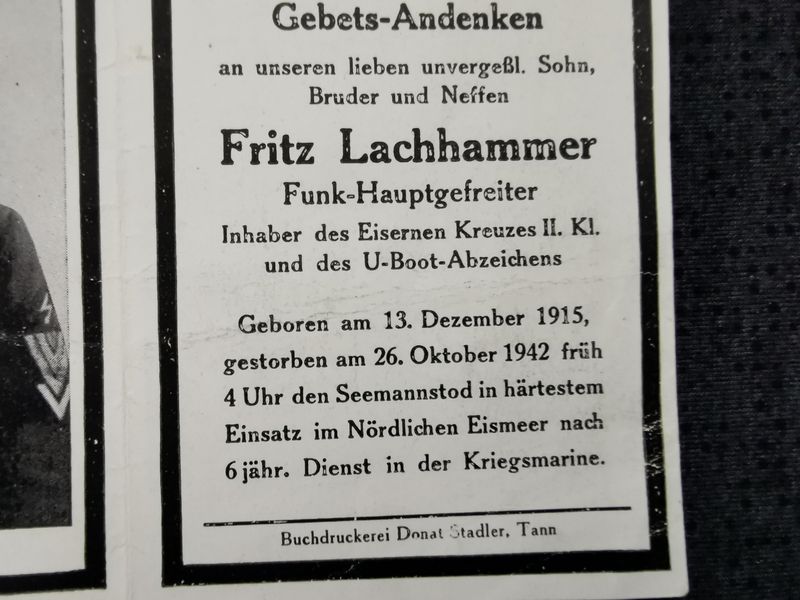 Gebets-Andenken
an unseren lieben unvergeßl. Sohn,
Bruder und Neffen
Fritz Lachhammer
Funk-Hauptgefreiter
Inhaber des Eisernen Kreuzes II. Kl.
und des U-Boot-Abzeichens
Geboren am 13. Dezember 1915,
gestorben am 26. Oktober 1942 früh
4 Uhr den Seemannstod in härtestem
Einsatz im Nördlichen Eismeer nach
6 jähr. Dienst in der Kriegsmarine.
Buchdruckerei Donat Stadler, Tann